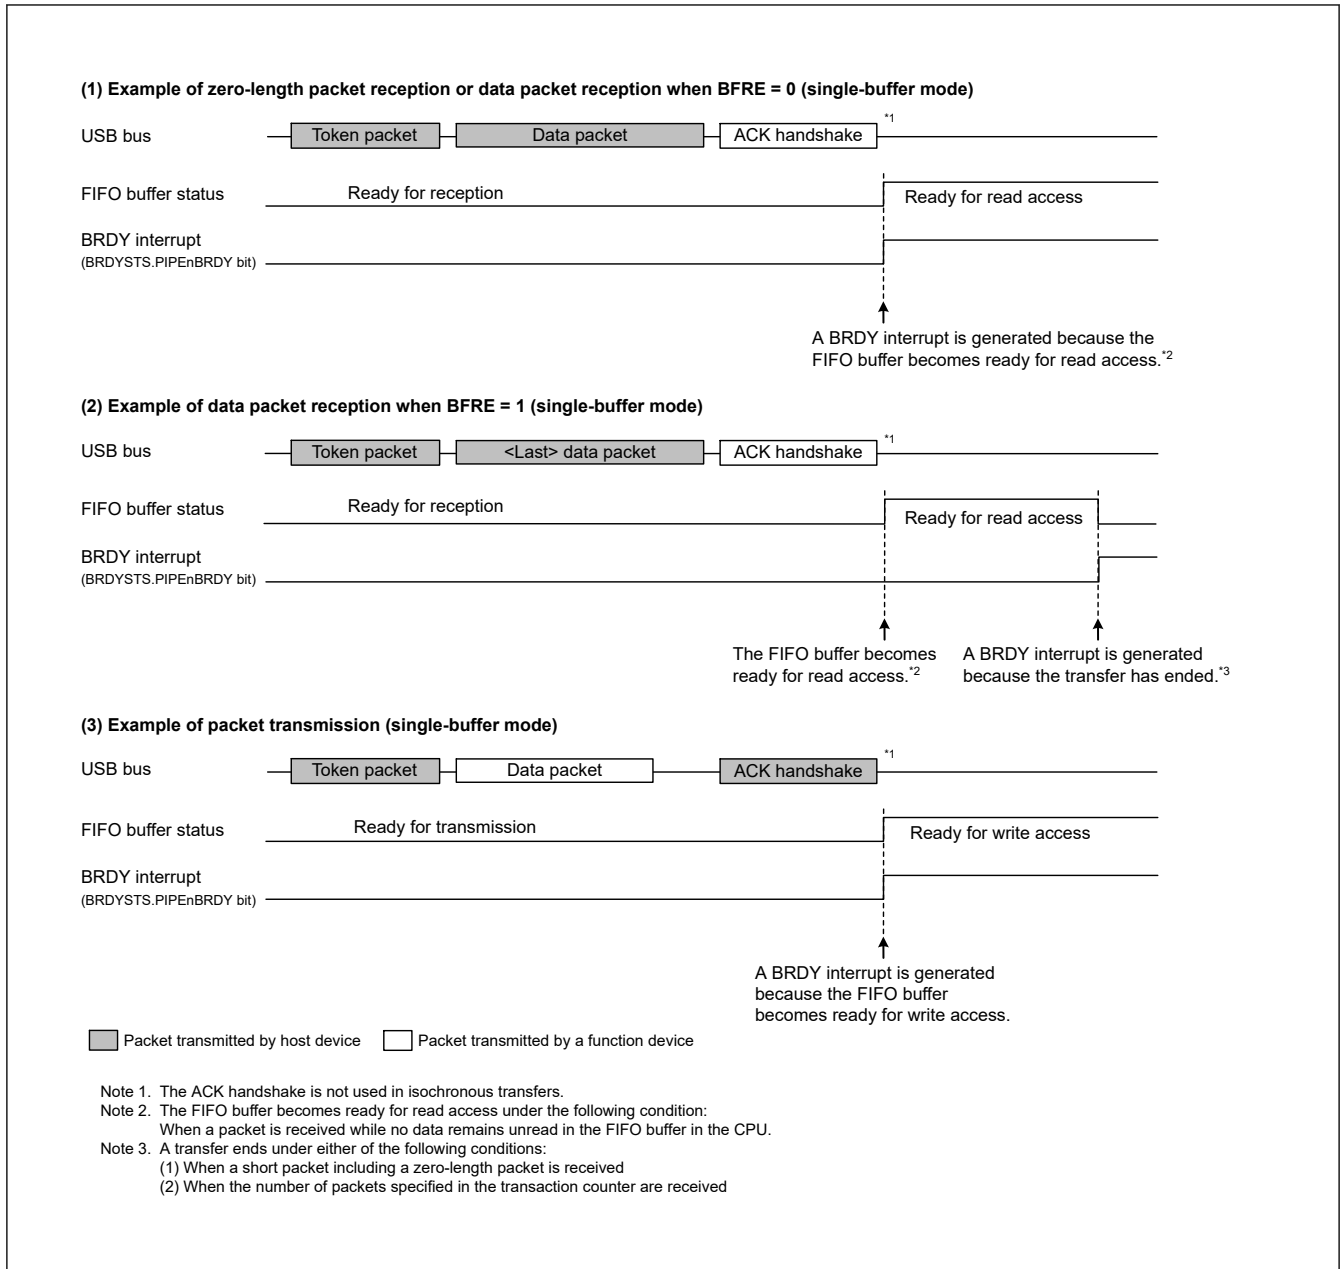 (1) Example of zero-length packet reception or data packet reception when BFRE = 0 (single-buffer mode)
USB bus Token packet Data packet ACK handshake *1
FIFO buffer status Ready for reception Ready for read access
BRDY interrupt
(BRDYSTS.PIPEnBRDY bit)
A BRDY interrupt is generated because the
FIFO buffer becomes ready for read access.*2
(2) Example of data packet reception when BFRE = 1 (single-buffer mode)
USB bus Token packet <Last> data packet ACK handshake *1
FIFO buffer status Ready for reception Ready for read access
BRDY interrupt
(BRDYSTS.PIPEnBRDY bit)
The FIFO buffer becomes
ready for read access.*2
A BRDY interrupt is generated
because the transfer has ended.*3
(3) Example of packet transmission (single-buffer mode)
USB bus Token packet Data packet ACK handshake *1
FIFO buffer status Ready for transmission Ready for write access
BRDY interrupt
(BRDYSTS.PIPEnBRDY bit)
A BRDY interrupt is generated
because the FIFO buffer
becomes ready for write access.
Packet transmitted by host device Packet transmitted by a function device
Note 1. The ACK handshake is not used in isochronous transfers.
Note 2. The FIFO buffer becomes ready for read access under the following condition:
When a packet is received while no data remains unread in the FIFO buffer in the CPU.
Note 3. A transfer ends under either of the following conditions:
(1) When a short packet including a zero-length packet is received
(2) When the number of packets specified in the transaction counter are received